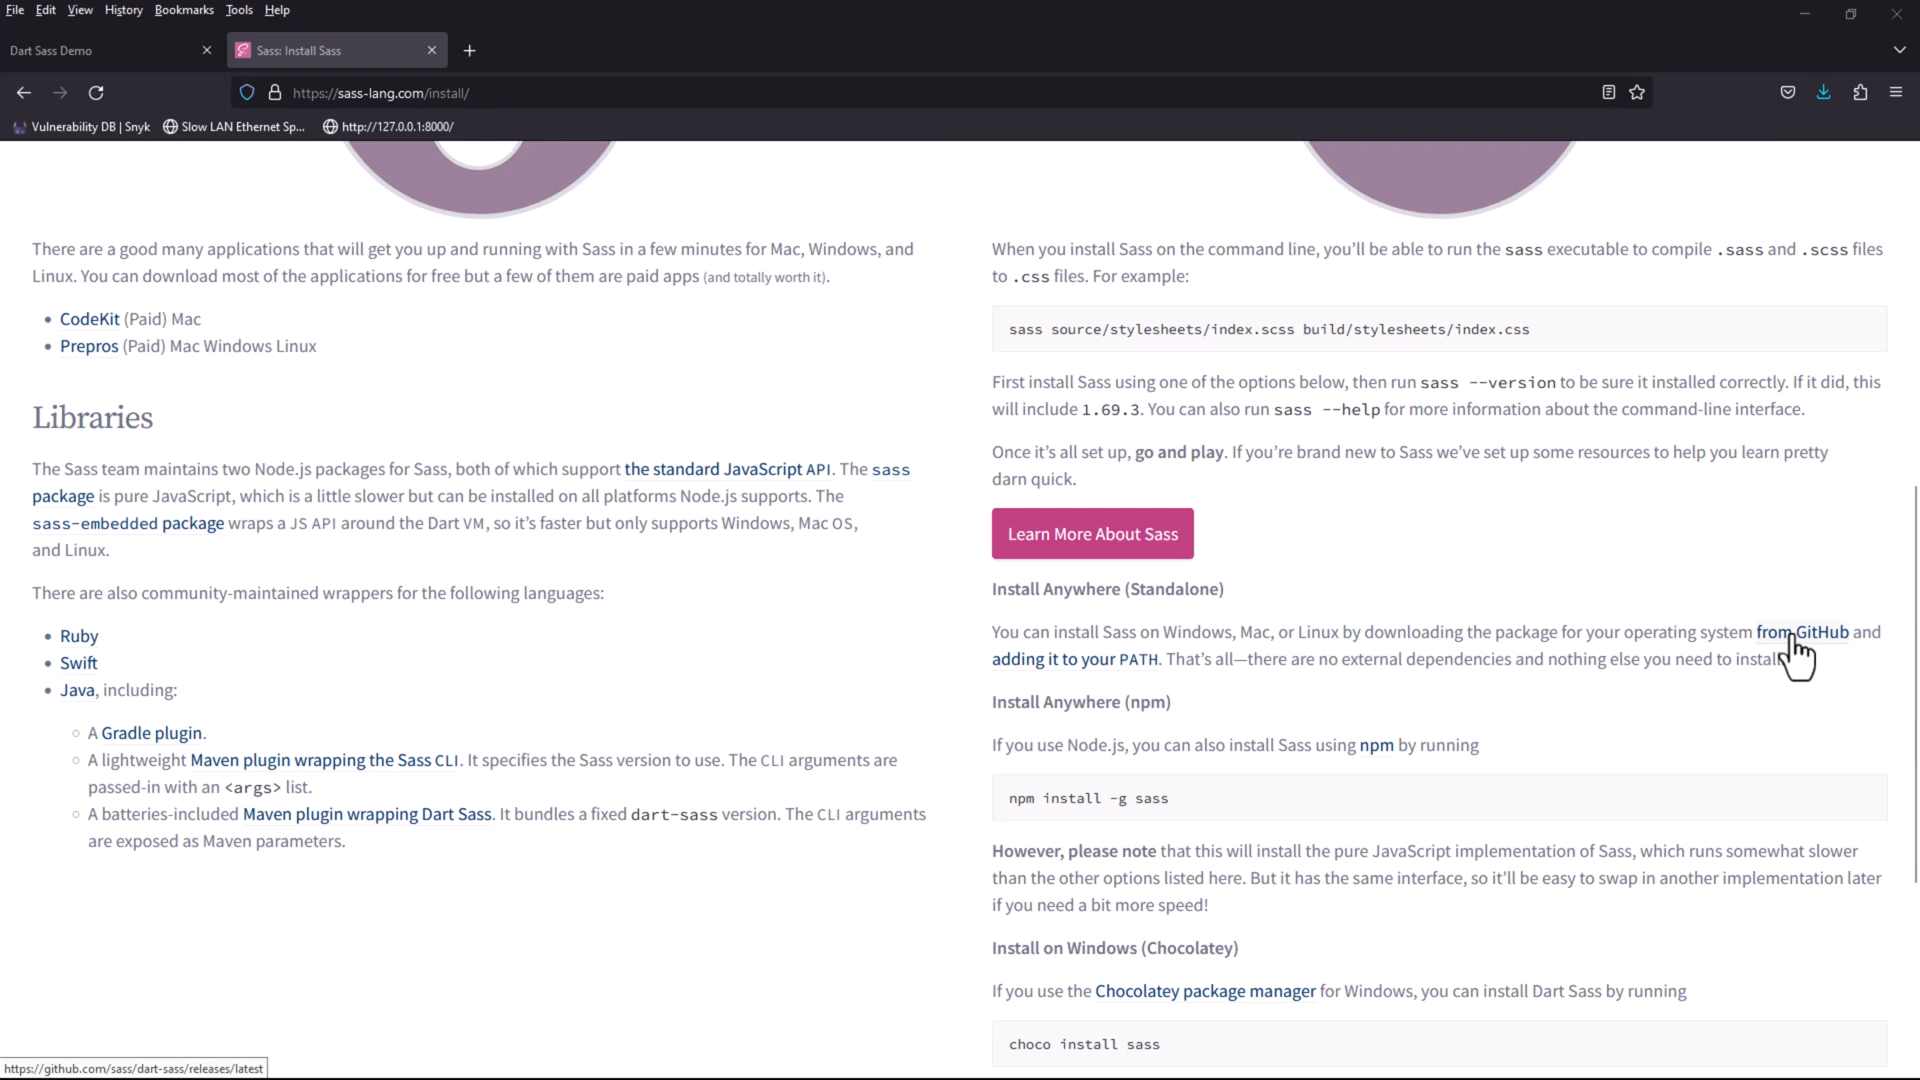 File Edit View History Bookmarks Tools Help
Dart Sass Demo
Sass: Install Sass
https://sass-lang.com/install/
Vulnerability DB | Snyk
Slow LAN Ethernet Sp...
http://127.0.0.1:8000/
There are a good many applications that will get you up and running with Sass in a few minutes for Mac, Windows, and
Linux. You can download most of the applications for free but a few of them are paid apps (and totally worth it).
CodeKit (Paid) Mac
Prepros (Paid) Mac Windows Linux
Libraries
The Sass team maintains two Node.js packages for Sass, both of which support the standard JavaScript API. The sass
package is pure JavaScript, which is a little slower but can be installed on all platforms Node.js supports. The
sass-embedded package wraps a JS API around the Dart VM, so it's faster but only supports Windows, Mac OS,
and Linux.
There are also community-maintained wrappers for the following languages:
Ruby
Swift
Java, including:
A Gradle plugin.
A lightweight Maven plugin wrapping the Sass CLI. It specifies the Sass version to use. The CLI arguments are
passed-in with an <args> list.
A batteries-included Maven plugin wrapping Dart Sass. It bundles a fixed dart-sass version. The CLI arguments
are exposed as Maven parameters.
When you install Sass on the command line, you'll be able to run the sass executable to compile .sass and .scss files
to .css files. For example:
sass source/stylesheets/index.scss build/stylesheets/index.css
First install Sass using one of the options below, then run sass --version to be sure it installed correctly. If it did, this
will include 1.69.3. You can also run sass --help for more information about the command-line interface.
Once it's all set up, go and play. If you're brand new to Sass we've set up some resources to help you learn pretty
darn quick.
Learn More About Sass
Install Anywhere (Standalone)
You can install Sass on Windows, Mac, or Linux by downloading the package for your operating system from GitHub and
adding it to your PATH. That's all—there are no external dependencies and nothing else you need to install
Install Anywhere (npm)
If you use Node.js, you can also install Sass using npm by running
npm install -g sass
However, please note that this will install the pure JavaScript implementation of Sass, which runs somewhat slower
than the other options listed here. But it has the same interface, so it'll be easy to swap in another implementation later
if you need a bit more speed!
Install on Windows (Chocolatey)
If you use the Chocolatey package manager for Windows, you can install Dart Sass by running
choco install sass
https://github.com/sass/dart-sass/releases/latest